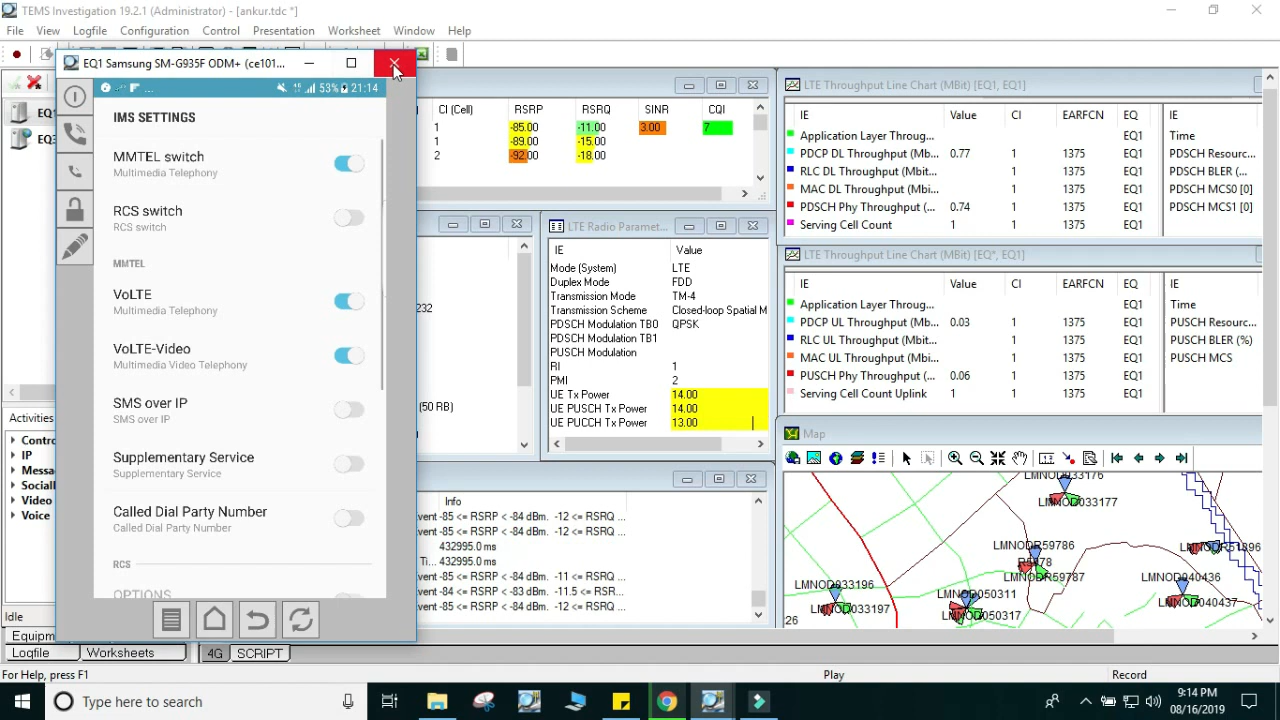 TEMS Investigation 19.2.1 (Administrator) - [ankur.tdc *]
File View Logfile Configuration Control Presentation Worksheet Window Help
EQ1 Samsung SM-G935F ODM+ (ce101...
... 53% 21:14
IMS SETTINGS
MMTEL switch
Multimedia Telephony
RCS switch
RCS switch
MMTEL
VoLTE
Multimedia Telephony
VoLTE-Video
Multimedia Video Telephony
SMS over IP
SMS over IP
Supplementary Service
Supplementary Service
Called Dial Party Number
Called Dial Party Number
RCS
OPTIONS
EQ1
EQ3
Activities
Contro
IP
Messa
Sociall
Video
Voice
Idle
Equipm
Logfile Worksheets 4G SCRIPT
CI (Cell) RSRP RSRQ SINR CQI
1 -85.00 -11.00 3.00 7
1 -89.00 -15.00
2 -92.00 -18.00
232
(50 RB)
LTE Radio Paramet...
IE Value
Mode (System) LTE
Duplex Mode FDD
Transmission Mode TM-4
Transmission Scheme Closed-loop Spatial M
PDSCH Modulation TB0 QPSK
PDSCH Modulation TB1
PUSCH Modulation
RI 1
PMI 2
UE Tx Power 14.00
UE PUSCH Tx Power 14.00
UE PUCCH Tx Power 13.00
Info
vent -85 <= RSRP < -84 dBm. -12 <= RSRQ ...
vent -85 <= RSRP < -84 dBm. -12 <= RSRQ ...
432995.0 ms
Ti... 432995.0 ms
vent -85 <= RSRP < -84 dBm. -11 <= RSRQ ...
vent -84 <= RSRP < -83 dBm. -11.5 <= RSR...
vent -85 <= RSRP < -84 dBm. -12 <= RSRQ ...
LTE Throughput Line Chart (MBit) [EQ1, EQ1]
IE Value CI EARFCN EQ IE
Application Layer Throug... EQ1 Time
PDCP DL Throughput (Mb... 0.77 1 1375 EQ1 PDSCH Resourc...
RLC DL Throughput (Mbit... 1 1375 EQ1 PDSCH BLER (...
MAC DL Throughput (Mbit... 1 1375 EQ1 PDSCH MCS0 [0]
PDSCH Phy Throughput (... 0.74 1 1375 EQ1 PDSCH MCS1 [0]
Serving Cell Count 1 1 1375 EQ1
LTE Throughput Line Chart (MBit) [EQ*, EQ1]
IE Value CI EARFCN EQ IE
Application Layer Throug... EQ1 Time
PDCP UL Throughput (Mb... 0.03 1 1375 EQ1 PUSCH Resourc...
RLC UL Throughput (Mbit... 1 1375 EQ1 PUSCH BLER (%)
MAC UL Throughput (Mbit... 1 1375 EQ1 PUSCH MCS
PUSCH Phy Throughput (... 0.06 1 1375 EQ1
Serving Cell Count Uplink 1 1 1375 EQ1
Map
LMNOD033176
LMNOD033177
LMNODR59786
LMNODR59787
LMNOD033196
LMNOD033197
LMNOD050311
LMNOD050317
LMNOD040436
LMNOD040437
26
For Help, press F1 Play Record
Type here to search
9:14 PM
08/16/2019